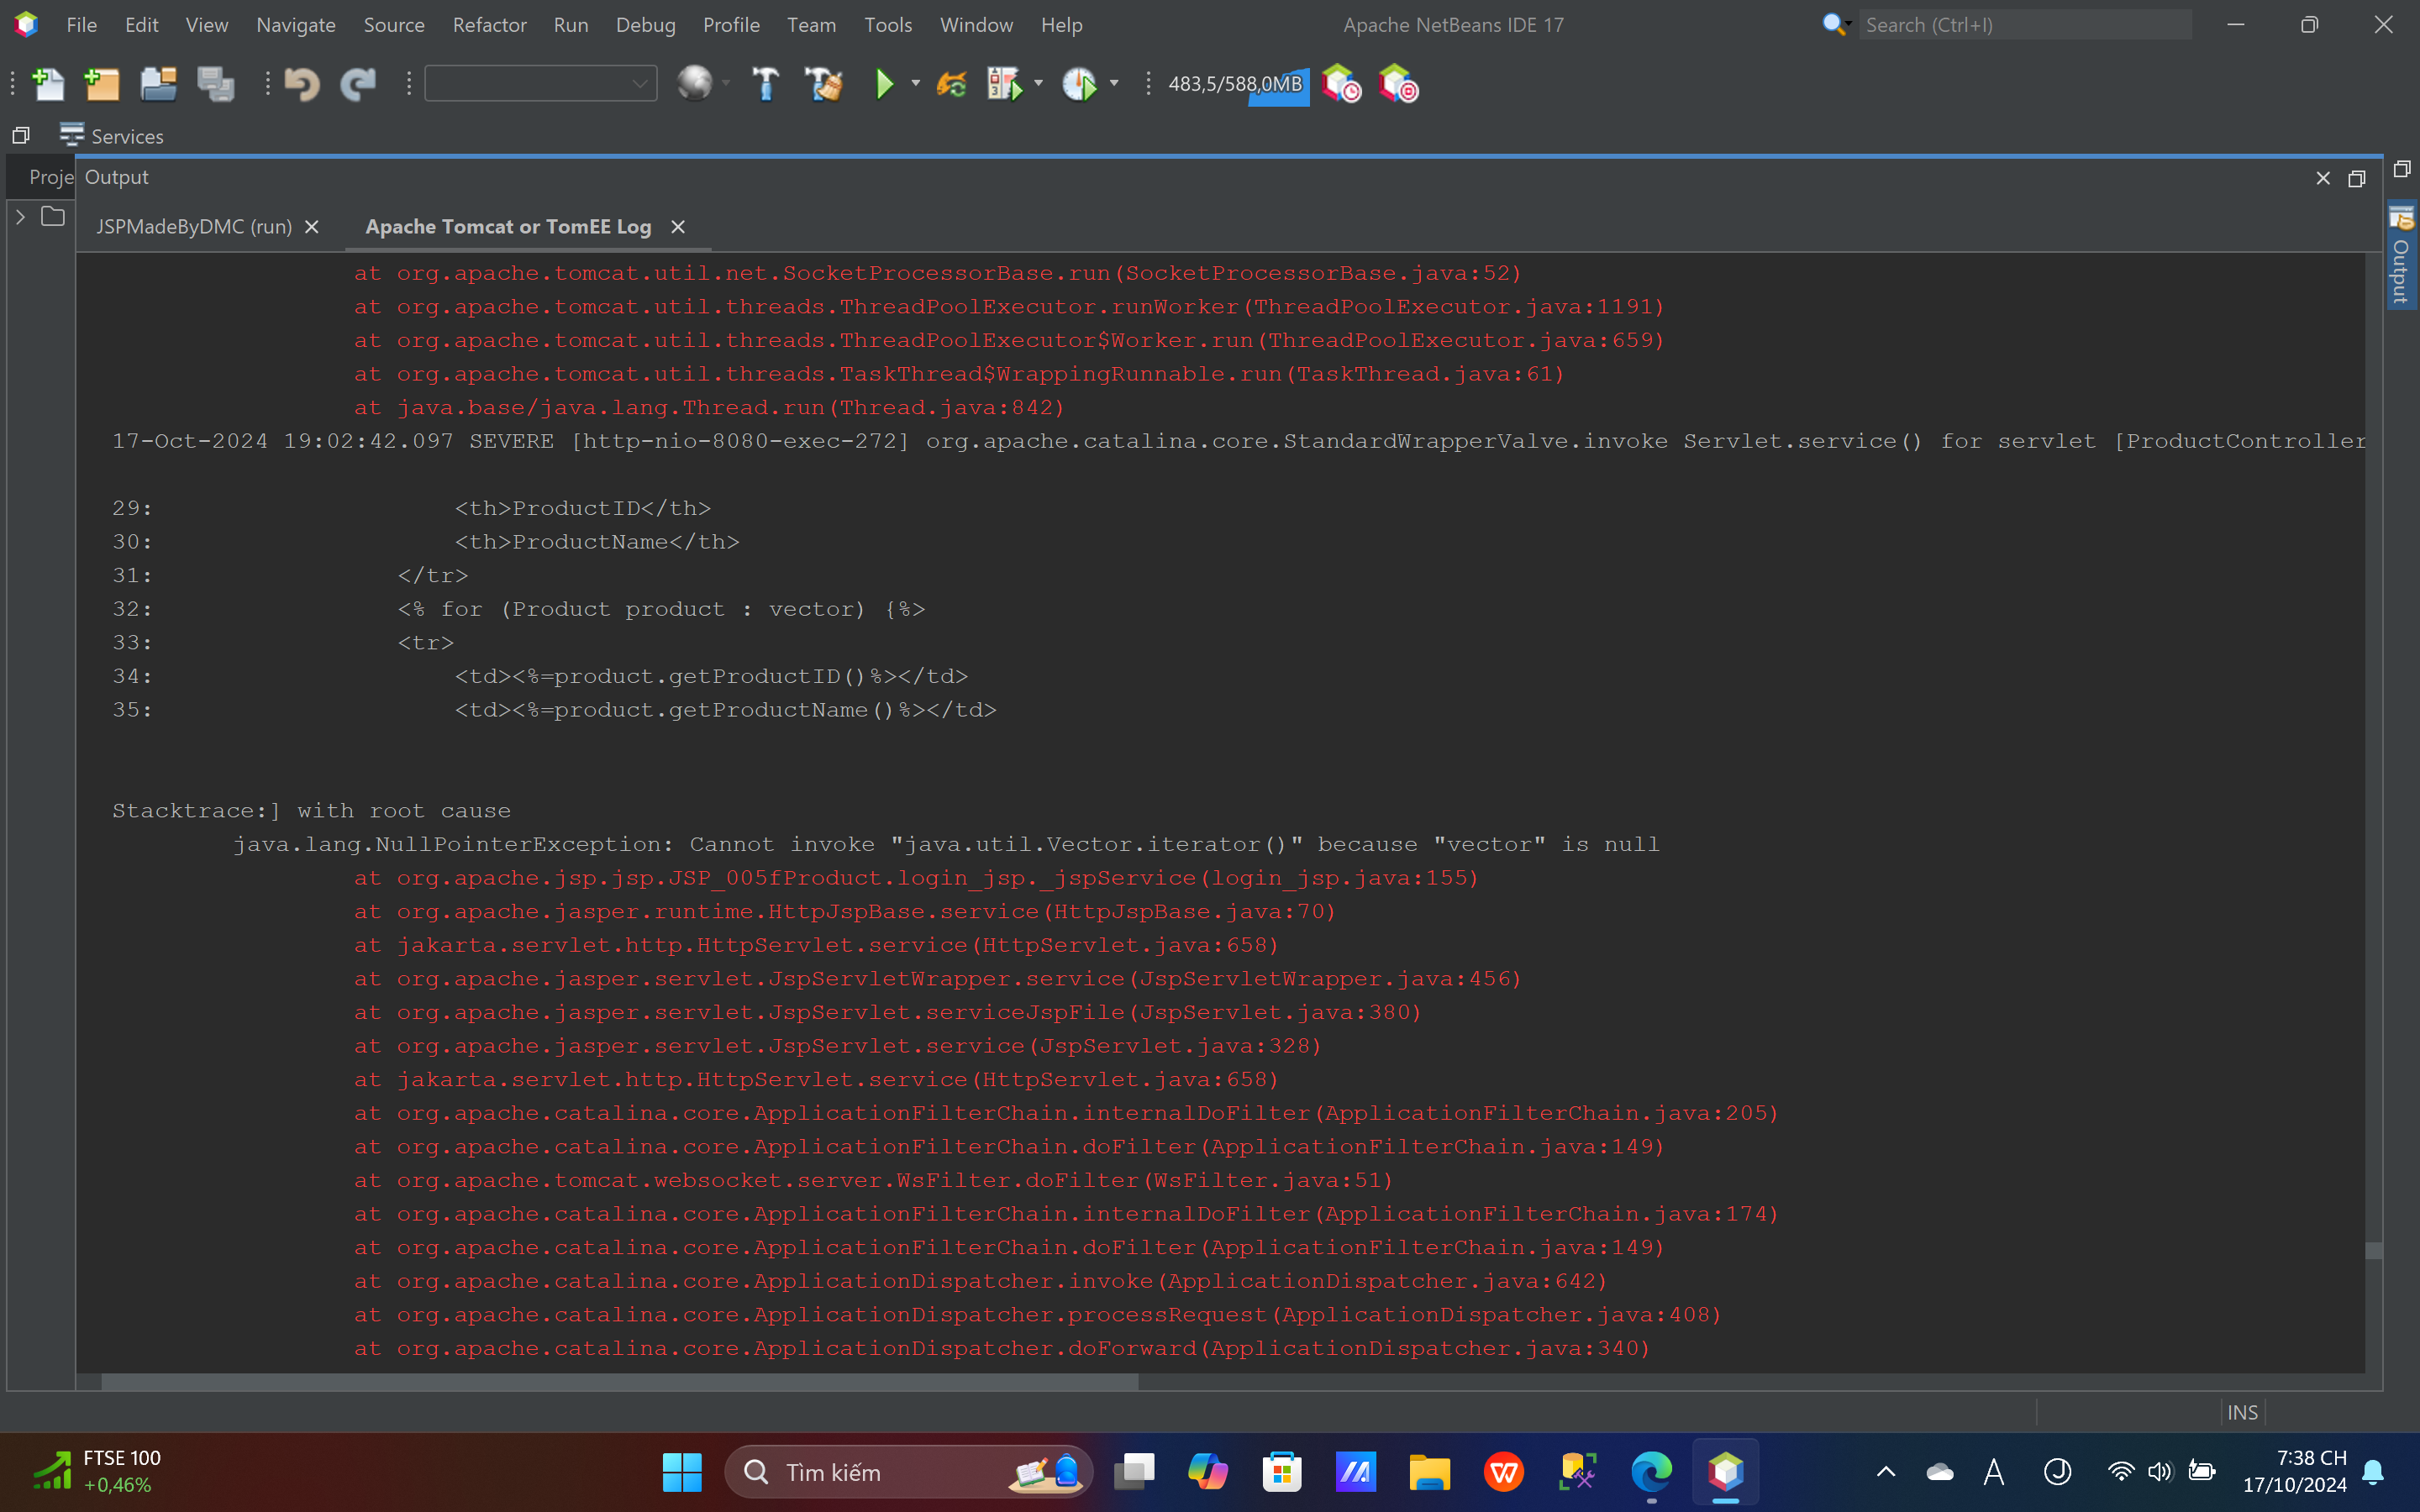 File Edit View Navigate Source Refactor Run Debug Profile Team Tools Window Help Apache NetBeans IDE 17 Search (Ctrl+I)
483,5/588,0MB
Services
Proje Output
JSPMadeByDMC (run) Apache Tomcat or TomEE Log
Output
at org.apache.tomcat.util.net.SocketProcessorBase.run(SocketProcessorBase.java:52)
at org.apache.tomcat.util.threads.ThreadPoolExecutor.runWorker(ThreadPoolExecutor.java:1191)
at org.apache.tomcat.util.threads.ThreadPoolExecutor$Worker.run(ThreadPoolExecutor.java:659)
at org.apache.tomcat.util.threads.TaskThread$WrappingRunnable.run(TaskThread.java:61)
at java.base/java.lang.Thread.run(Thread.java:842)
17-Oct-2024 19:02:42.097 SEVERE [http-nio-8080-exec-272] org.apache.catalina.core.StandardWrapperValve.invoke Servlet.service() for servlet [ProductController
29: <th>ProductID</th>
30: <th>ProductName</th>
31: </tr>
32: <% for (Product product : vector) {%>
33: <tr>
34: <td><%=product.getProductID()%></td>
35: <td><%=product.getProductName()%></td>
Stacktrace:] with root cause
java.lang.NullPointerException: Cannot invoke "java.util.Vector.iterator()" because "vector" is null
at org.apache.jsp.jsp.JSP_005fProduct.login_jsp._jspService(login_jsp.java:155)
at org.apache.jasper.runtime.HttpJspBase.service(HttpJspBase.java:70)
at jakarta.servlet.http.HttpServlet.service(HttpServlet.java:658)
at org.apache.jasper.servlet.JspServletWrapper.service(JspServletWrapper.java:456)
at org.apache.jasper.servlet.JspServlet.serviceJspFile(JspServlet.java:380)
at org.apache.jasper.servlet.JspServlet.service(JspServlet.java:328)
at jakarta.servlet.http.HttpServlet.service(HttpServlet.java:658)
at org.apache.catalina.core.ApplicationFilterChain.internalDoFilter(ApplicationFilterChain.java:205)
at org.apache.catalina.core.ApplicationFilterChain.doFilter(ApplicationFilterChain.java:149)
at org.apache.tomcat.websocket.server.WsFilter.doFilter(WsFilter.java:51)
at org.apache.catalina.core.ApplicationFilterChain.internalDoFilter(ApplicationFilterChain.java:174)
at org.apache.catalina.core.ApplicationFilterChain.doFilter(ApplicationFilterChain.java:149)
at org.apache.catalina.core.ApplicationDispatcher.invoke(ApplicationDispatcher.java:642)
at org.apache.catalina.core.ApplicationDispatcher.processRequest(ApplicationDispatcher.java:408)
at org.apache.catalina.core.ApplicationDispatcher.doForward(ApplicationDispatcher.java:340)
INS
FTSE 100
+0,46%
Tìm kiếm
7:38 CH
17/10/2024